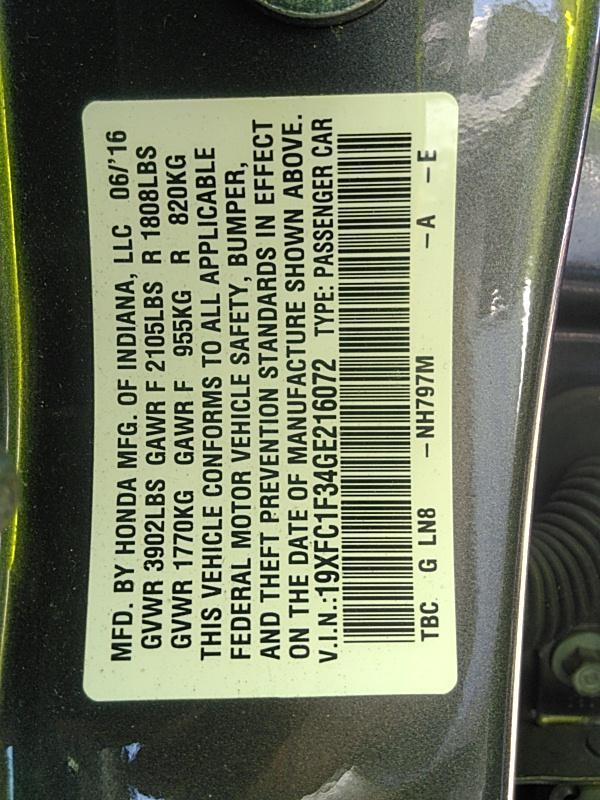 MFD. BY HONDA MFG. OF INDIANA, LLC 06/'16
GVWR 3902LBS GAWR F 2105LBS R 1808LBS
GVWR 1770KG GAWR F 955KG R 820KG
THIS VEHICLE CONFORMS TO ALL APPLICABLE
FEDERAL MOTOR VEHICLE SAFETY, BUMPER,
AND THEFT PREVENTION STANDARDS IN EFFECT
ON THE DATE OF MANUFACTURE SHOWN ABOVE.
V.I.N.:19XFC1F34GE216072 TYPE: PASSENGER CAR
TBC G LN8 –NH797M –A –E